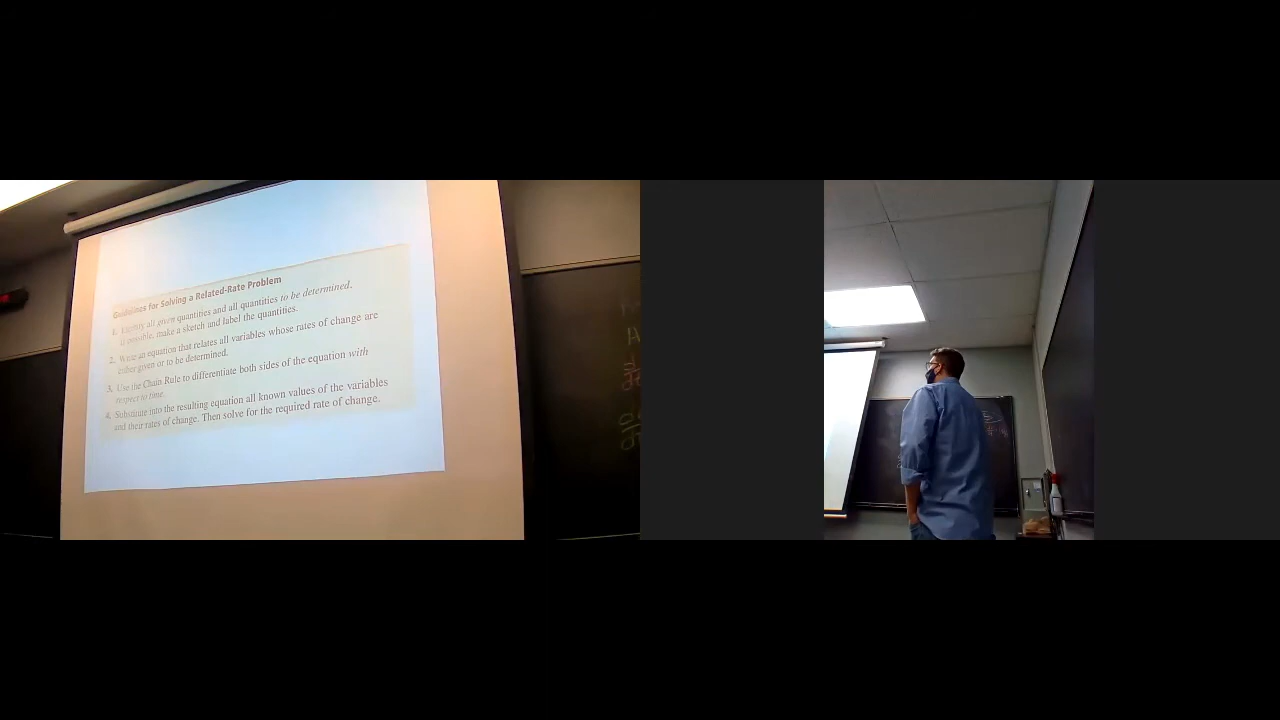 Guidelines for Solving a Related-Rate Problem
1. Identify all given quantities and all quantities to be determined.
If possible, make a sketch and label the quantities.
2. Write an equation that relates all variables whose rates of change are
either given or to be determined.
3. Use the Chain Rule to differentiate both sides of the equation with
respect to time.
4. Substitute into the resulting equation all known values of the variables
and their rates of change. Then solve for the required rate of change.